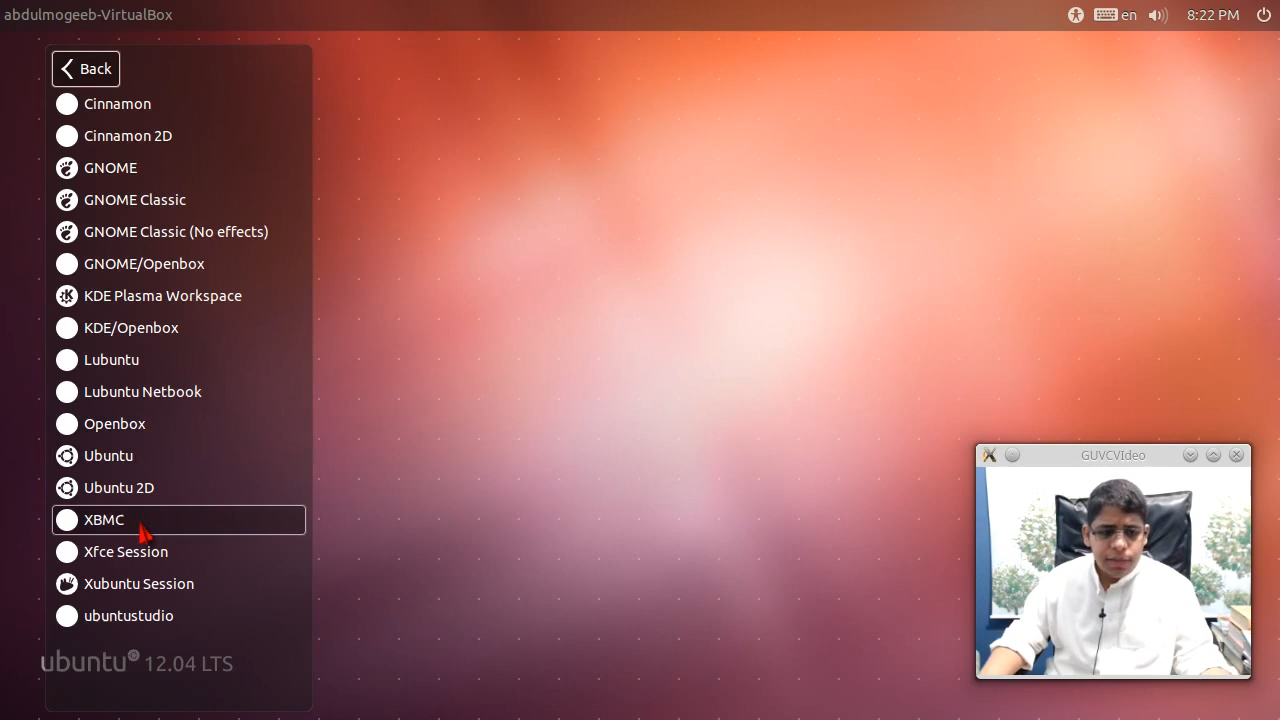 abdulmogeeb-VirtualBox
en
8:22 PM
Back
Cinnamon
Cinnamon 2D
GNOME
GNOME Classic
GNOME Classic (No effects)
GNOME/Openbox
KDE Plasma Workspace
KDE/Openbox
Lubuntu
Lubuntu Netbook
Openbox
Ubuntu
Ubuntu 2D
XBMC
Xfce Session
Xubuntu Session
ubuntustudio
ubuntu 12.04 LTS
GUVCVIdeo